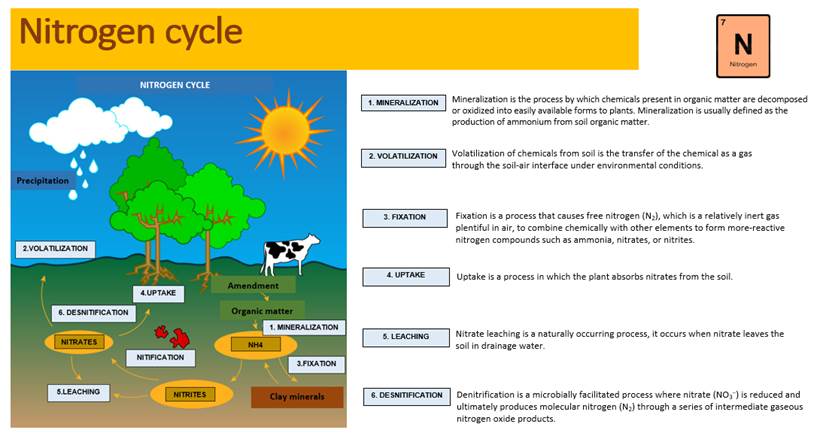 Nitrogen cycle
7
N
Nitrogen
NITROGEN CYCLE
Precipitation
2.VOLATILIZATION
4.UPTAKE
Amendment
6. DESNITIFICATION
Organic matter
1. MINERALIZATION
NITRATES
NITIFICATION
NH4
3.FIXATION
5.LEACHING
NITRITES
Clay minerals
1. MINERALIZATION
Mineralization is the process by which chemicals present in organic matter are decomposed
or oxidized into easily available forms to plants. Mineralization is usually defined as the
production of ammonium from soil organic matter.
2. VOLATILIZATION
Volatilization of chemicals from soil is the transfer of the chemical as a gas
through the soil-air interface under environmental conditions.
3. FIXATION
Fixation is a process that causes free nitrogen (N₂), which is a relatively inert gas
plentiful in air, to combine chemically with other elements to form more-reactive
nitrogen compounds such as ammonia, nitrates, or nitrites.
4. UPTAKE
Uptake is a process in which the plant absorbs nitrates from the soil.
5. LEACHING
Nitrate leaching is a naturally occurring process, it occurs when nitrate leaves the
soil in drainage water.
6. DESNITIFICATION
Denitrification is a microbially facilitated process where nitrate (NO₃⁻) is reduced and
ultimately produces molecular nitrogen (N₂) through a series of intermediate gaseous
nitrogen oxide products.